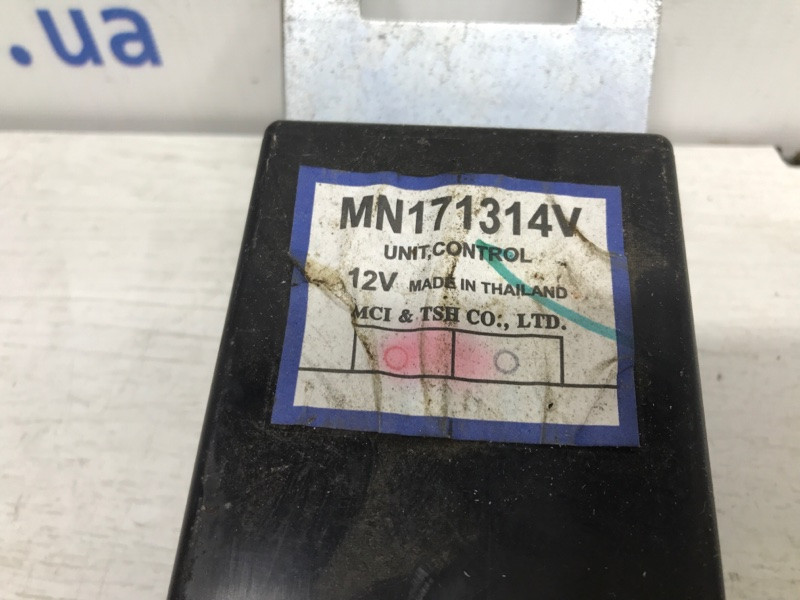 .ua
MN171314V
UNIT,CONTROL
12V MADE IN THAILAND
MCI & TSH CO:, LTD.